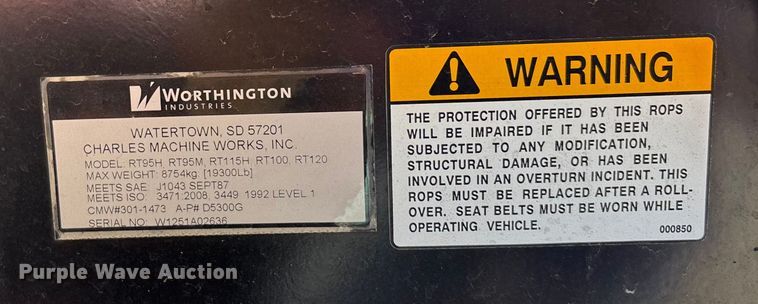 WORTHINGTON
INDUSTRIES
WATERTOWN, SD 57201
CHARLES MACHINE WORKS, INC.
MODEL: RT95H, RT95M, RT115H, RT100, RT120
MAX WEIGHT: 8754kg. [19300Lb]
MEETS SAE: J1043 SEPT87
MEETS ISO: 3471:2008, 3449: 1992 LEVEL 1
CMW#301-1473 A-P# D5300G
SERIAL NO: W1251A02636
WARNING
THE PROTECTION OFFERED BY THIS ROPS
WILL BE IMPAIRED IF IT HAS BEEN
SUBJECTED TO ANY MODIFICATION,
STRUCTURAL DAMAGE, OR HAS BEEN
INVOLVED IN AN OVERTURN INCIDENT. THIS
ROPS MUST BE REPLACED AFTER A ROLL-
OVER. SEAT BELTS MUST BE WORN WHILE
OPERATING VEHICLE.
000850
Purple Wave Auction